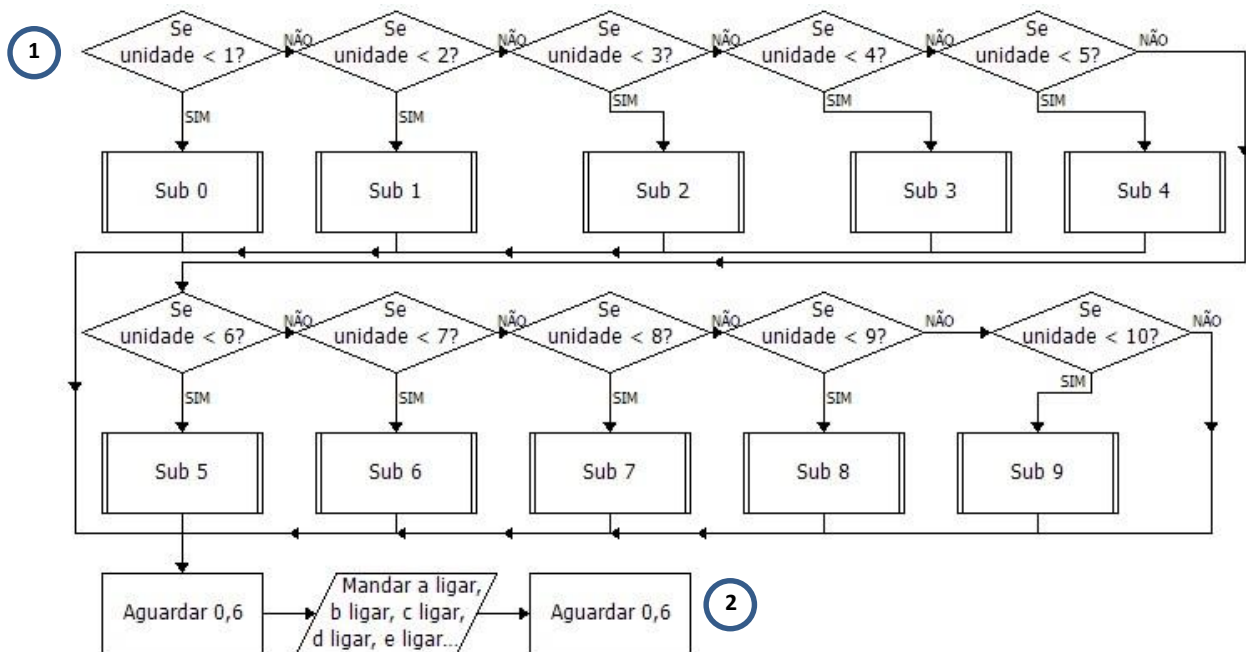 1
Se
unidade < 1?
NÃO
Se
unidade < 2?
NÃO
Se
unidade < 3?
NÃO
Se
unidade < 4?
NÃO
Se
unidade < 5?
NÃO
SIM
SIM
SIM
SIM
SIM
Sub 0
Sub 1
Sub 2
Sub 3
Sub 4
Se
unidade < 6?
NÃO
Se
unidade < 7?
NÃO
Se
unidade < 8?
NÃO
Se
unidade < 9?
NÃO
Se
unidade < 10?
NÃO
SIM
SIM
SIM
SIM
SIM
Sub 5
Sub 6
Sub 7
Sub 8
Sub 9
Aguardar 0,6
Mandar a ligar,
b ligar, c ligar,
d ligar, e ligar...
Aguardar 0,6
2